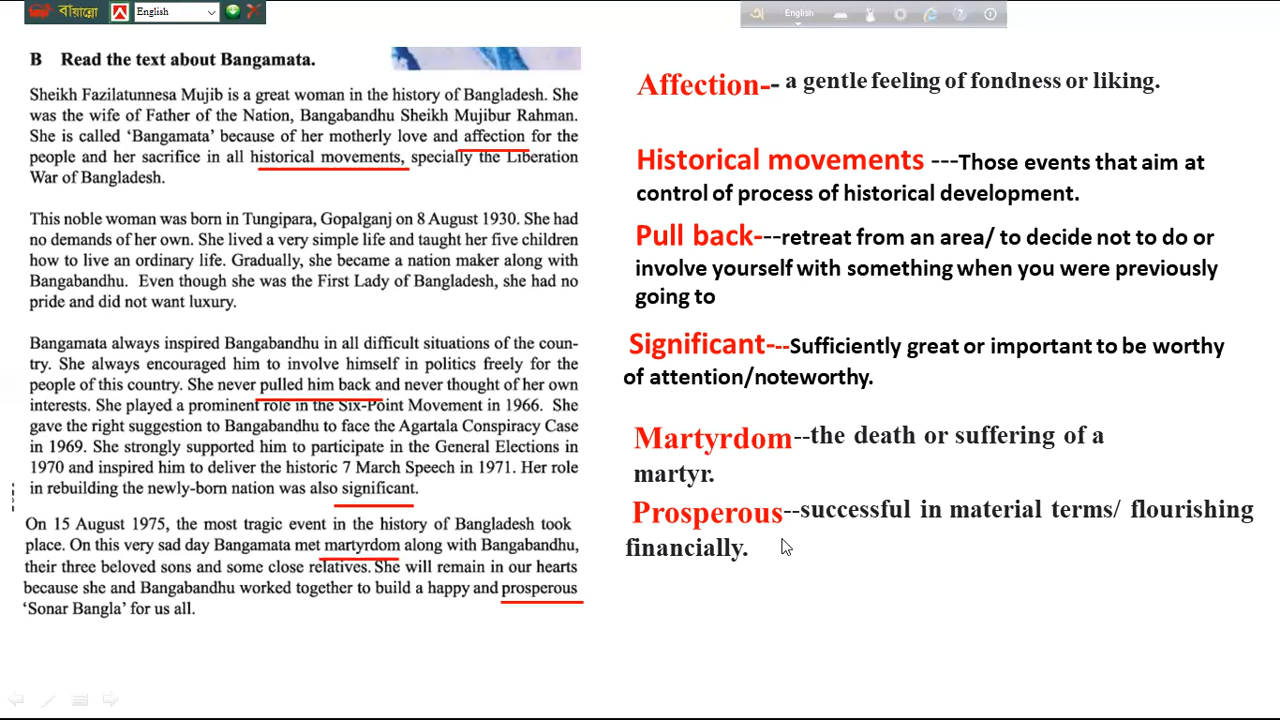 বাঁয়ান্নো
English
অ
English
B Read the text about Bangamata.
Sheikh Fazilatunnesa Mujib is a great woman in the history of Bangladesh. She
was the wife of Father of the Nation, Bangabandhu Sheikh Mujibur Rahman.
She is called ‘Bangamata’ because of her motherly love and affection for the
people and her sacrifice in all historical movements, specially the Liberation
War of Bangladesh.
This noble woman was born in Tungipara, Gopalganj on 8 August 1930. She had
no demands of her own. She lived a very simple life and taught her five children
how to live an ordinary life. Gradually, she became a nation maker along with
Bangabandhu. Even though she was the First Lady of Bangladesh, she had no
pride and did not want luxury.
Bangamata always inspired Bangabandhu in all difficult situations of the coun-
try. She always encouraged him to involve himself in politics freely for the
people of this country. She never pulled him back and never thought of her own
interests. She played a prominent role in the Six-Point Movement in 1966. She
gave the right suggestion to Bangabandhu to face the Agartala Conspiracy Case
in 1969. She strongly supported him to participate in the General Elections in
1970 and inspired him to deliver the historic 7 March Speech in 1971. Her role
in rebuilding the newly-born nation was also significant.
On 15 August 1975, the most tragic event in the history of Bangladesh took
place. On this very sad day Bangamata met martyrdom along with Bangabandhu,
their three beloved sons and some close relatives. She will remain in our hearts
because she and Bangabandhu worked together to build a happy and prosperous
‘Sonar Bangla’ for us all.
Affection-- a gentle feeling of fondness or liking.
Historical movements ---Those events that aim at
control of process of historical development.
Pull back---retreat from an area/ to decide not to do or
involve yourself with something when you were previously
going to
Significant---Sufficiently great or important to be worthy
of attention/noteworthy.
Martyrdom--the death or suffering of a
martyr.
Prosperous--successful in material terms/ flourishing
financially.